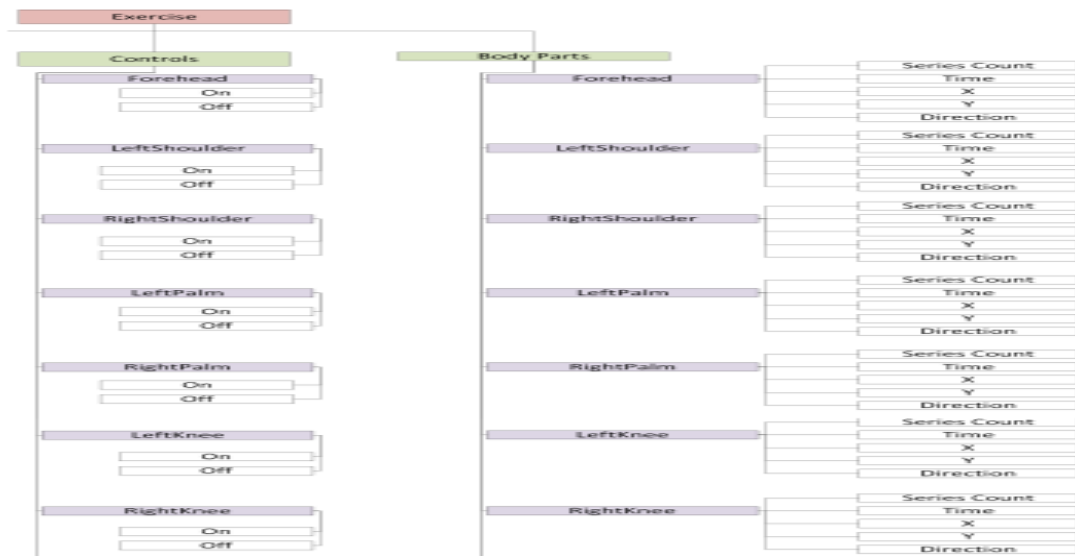 Exercise
Controls
Forehead
On
Off
LeftShoulder
On
Off
RightShoulder
On
Off
LeftPalm
On
Off
RightPalm
On
Off
LeftKnee
On
Off
RightKnee
On
Off
Body Parts
Forehead
Series Count
Time
X
Y
Direction
LeftShoulder
Series Count
Time
X
Y
Direction
RightShoulder
Series Count
Time
X
Y
Direction
LeftPalm
Series Count
Time
X
Y
Direction
RightPalm
Series Count
Time
X
Y
Direction
LeftKnee
Series Count
Time
X
Y
Direction
RightKnee
Series Count
Time
X
Y
Direction